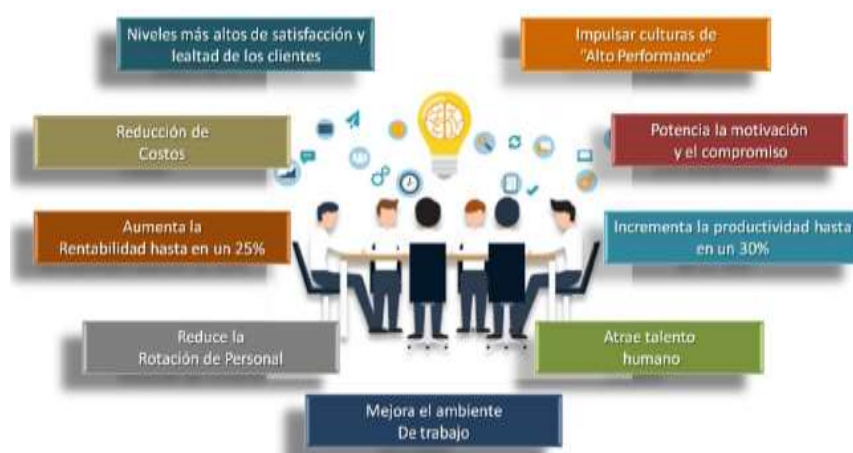 Niveles más altos de satisfacción y
lealtad de los clientes
Impulsar culturas de
"Alto Performance"
Reducción de
Costos
Potencia la motivación
y el compromiso
Aumenta la
Rentabilidad hasta en un 25%
Incrementa la productividad hasta
en un 30%
Reduce la
Rotación de Personal
Atrae talento
humano
Mejora el ambiente
De trabajo